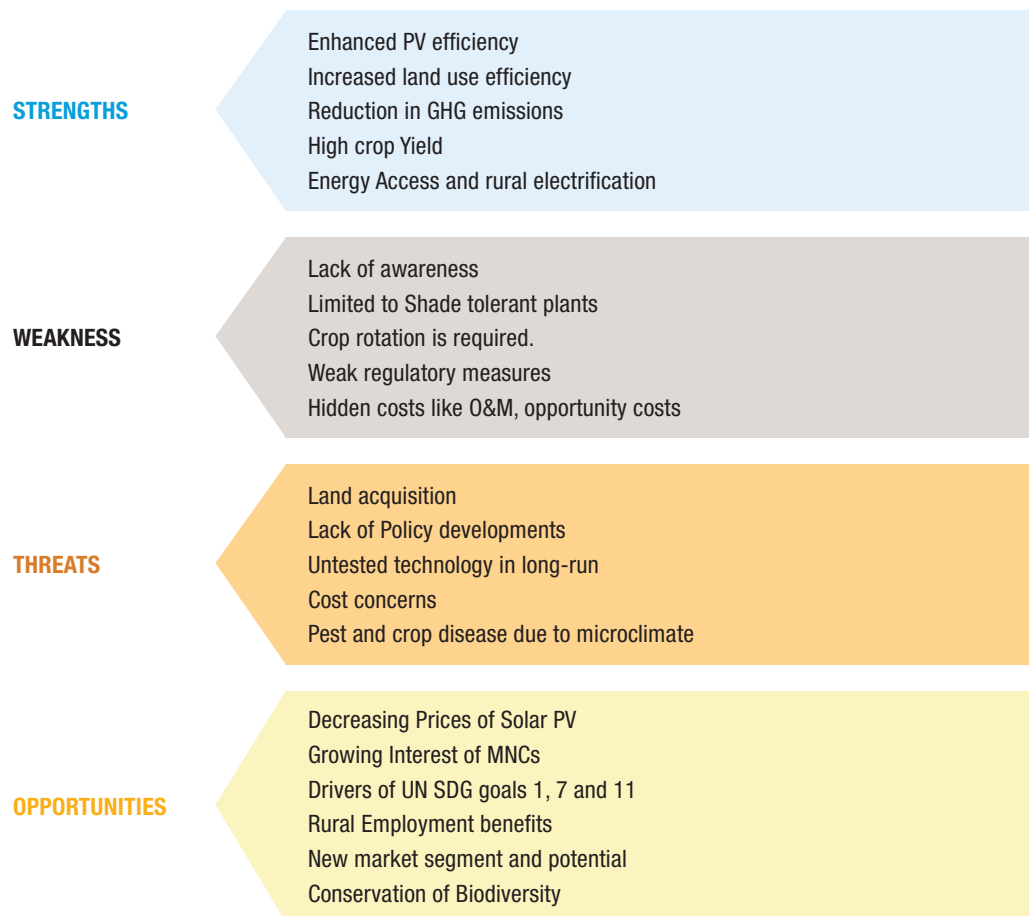 STRENGTHS
Enhanced PV efficiency
Increased land use efficiency
Reduction in GHG emissions
High crop Yield
Energy Access and rural electrification
WEAKNESS
Lack of awareness
Limited to Shade tolerant plants
Crop rotation is required.
Weak regulatory measures
Hidden costs like O&M, opportunity costs
THREATS
Land acquisition
Lack of Policy developments
Untested technology in long-run
Cost concerns
Pest and crop disease due to microclimate
OPPORTUNITIES
Decreasing Prices of Solar PV
Growing Interest of MNCs
Drivers of UN SDG goals 1, 7 and 11
Rural Employment benefits
New market segment and potential
Conservation of Biodiversity